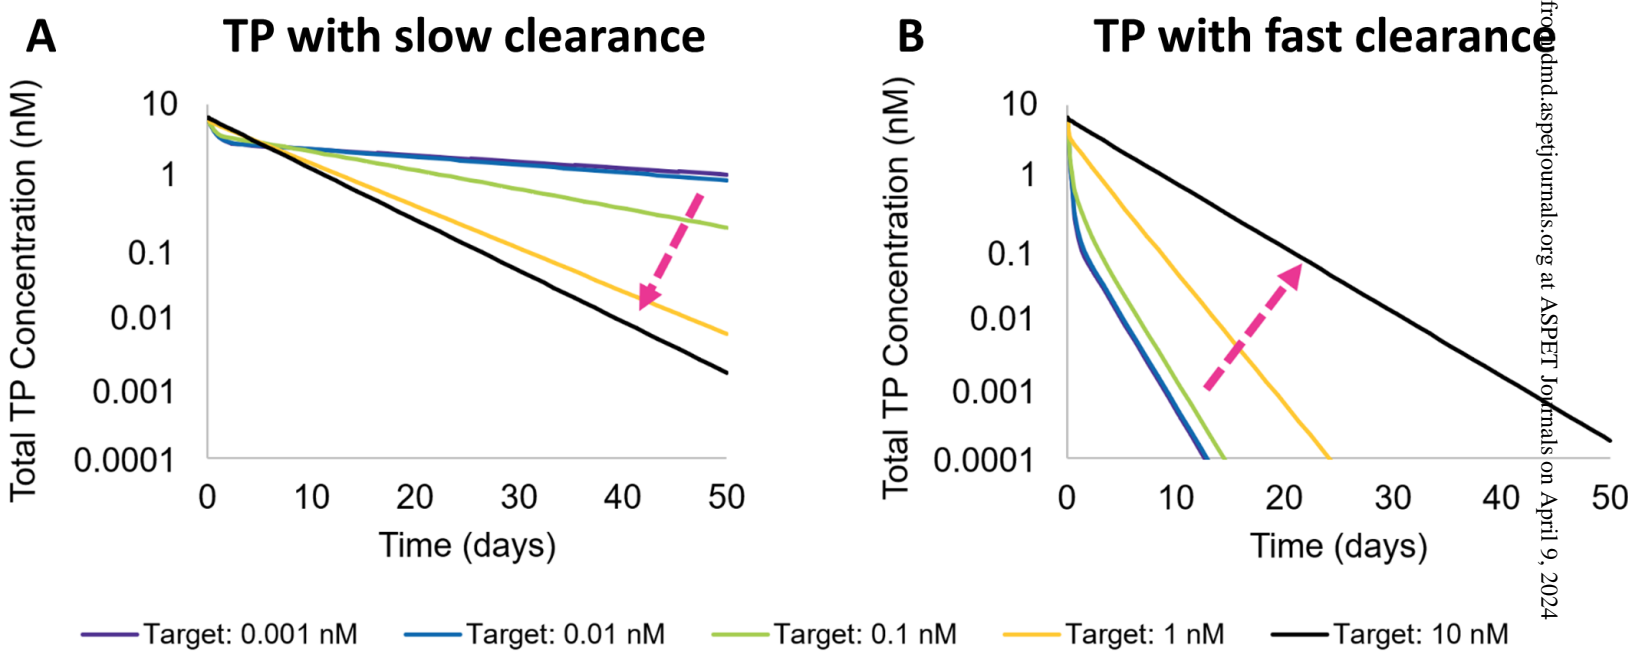 A
TP with slow clearance
Total TP Concentration (nM)
10
1
0.1
0.01
0.001
0.0001
0 10 20 30 40 50
Time (days)
B
TP with fast clearance
Total TP Concentration (nM)
10
1
0.1
0.01
0.001
0.0001
0 10 20 30 40 50
Time (days)
Target: 0.001 nM Target: 0.01 nM Target: 0.1 nM Target: 1 nM Target: 10 nM
dmd.aspetjournals.org at ASPET Journals on April 9, 2024